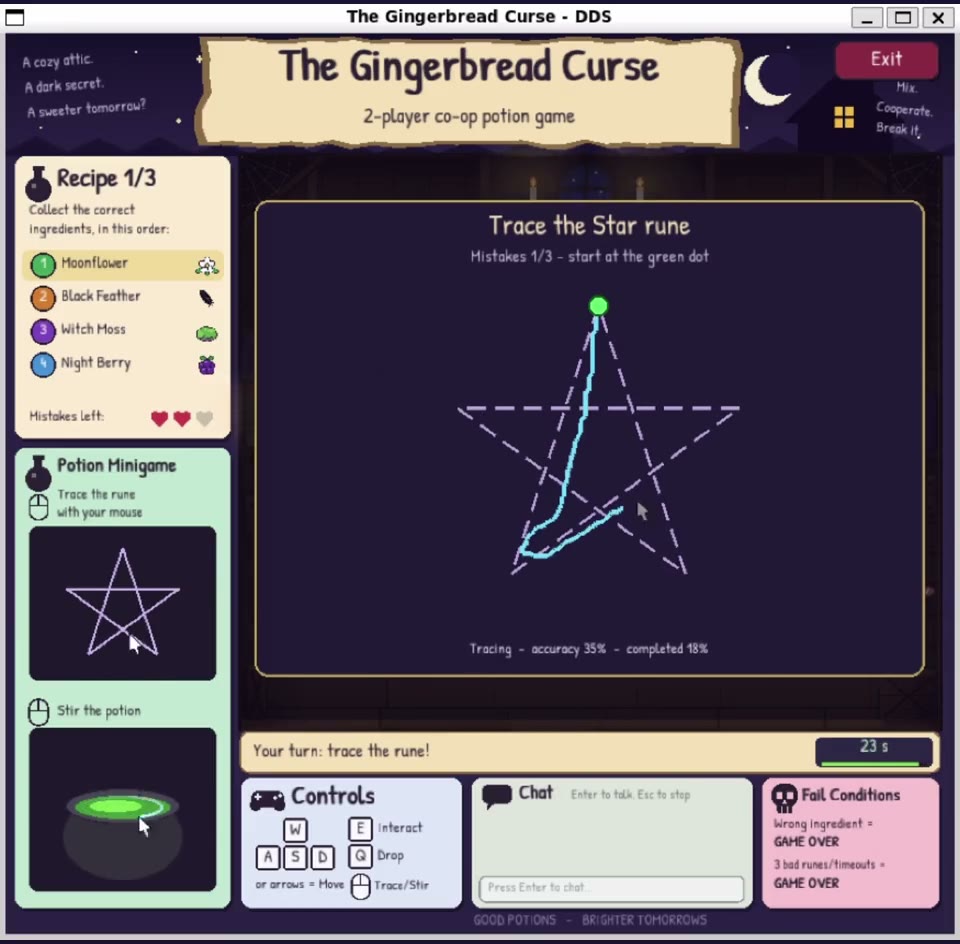 The Gingerbread Curse - DDS
A cozy attic.
A dark secret.
A sweeter tomorrow?
The Gingerbread Curse
2-player co-op potion game
Exit
Mix.
Cooperate.
Break it.
Recipe 1/3
Collect the correct
ingredients, in this order:
1 Moonflower
2 Black Feather
3 Witch Moss
4 Night Berry
Mistakes left:
Potion Minigame
Trace the rune
with your mouse
Stir the potion
Trace the Star rune
Mistakes 1/3 - start at the green dot
Tracing - accuracy 35% - completed 18%
Your turn: trace the rune!
23 s
Controls
W
E Interact
A S D
Q Drop
or arrows = Move
Trace/Stir
Chat
Enter to talk. Esc to stop
Press Enter to chat...
Fail Conditions
Wrong ingredient =
GAME OVER
3 bad runes/timeouts =
GAME OVER
GOOD POTIONS - BRIGHTER TOMORROWS